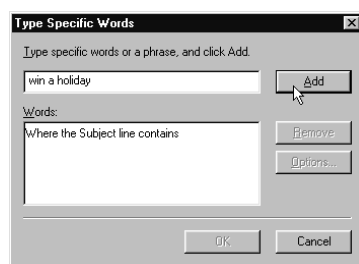 Type Specific Words
Type specific words or a phrase, and click Add.
win a holiday
Add
Words:
Where the Subject line contains
Remove
Options...
OK
Cancel